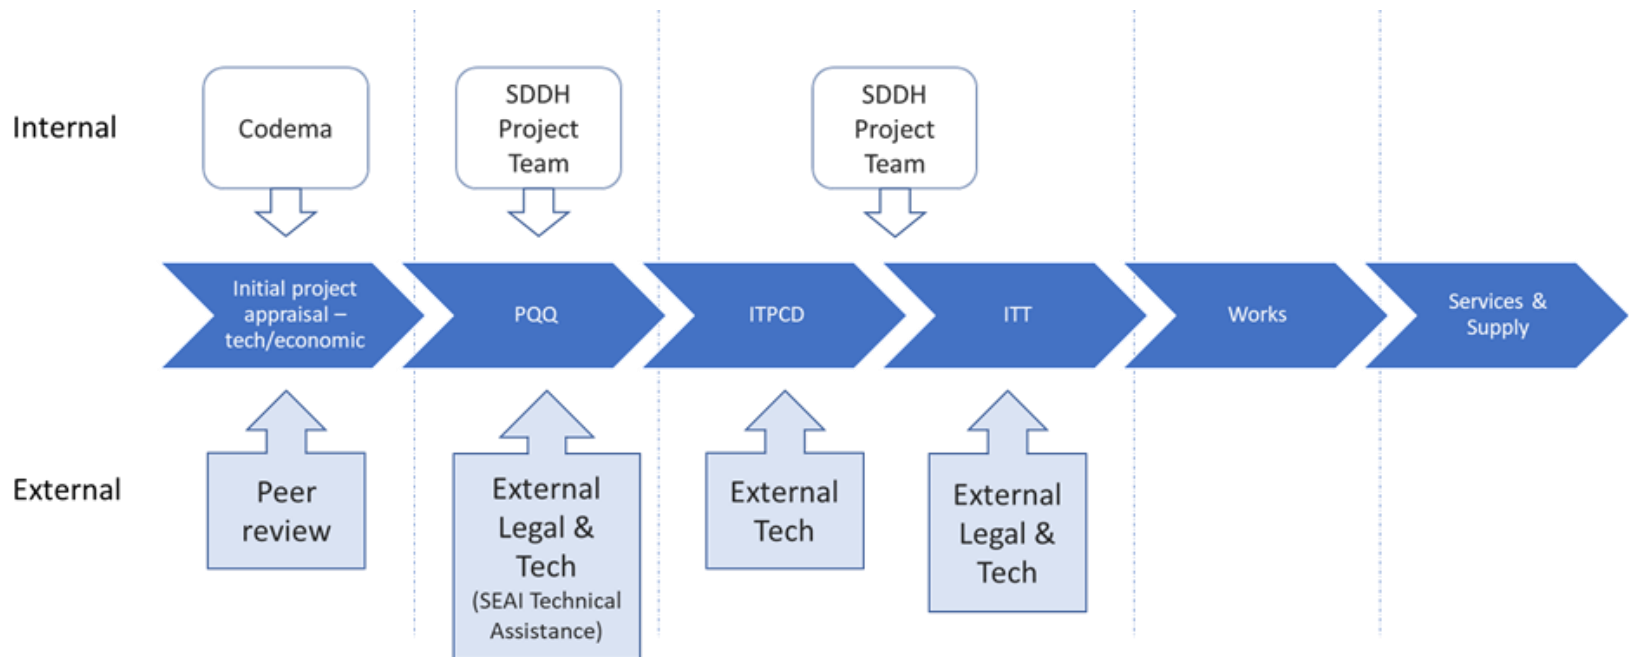 Internal
Codema
SDDH
Project
Team
SDDH
Project
Team
Initial project
appraisal –
tech/economic
PQQ
ITPCD
ITT
Works
Services &
Supply
External
Peer
review
External
Legal &
Tech
(SEAI Technical
Assistance)
External
Tech
External
Legal &
Tech